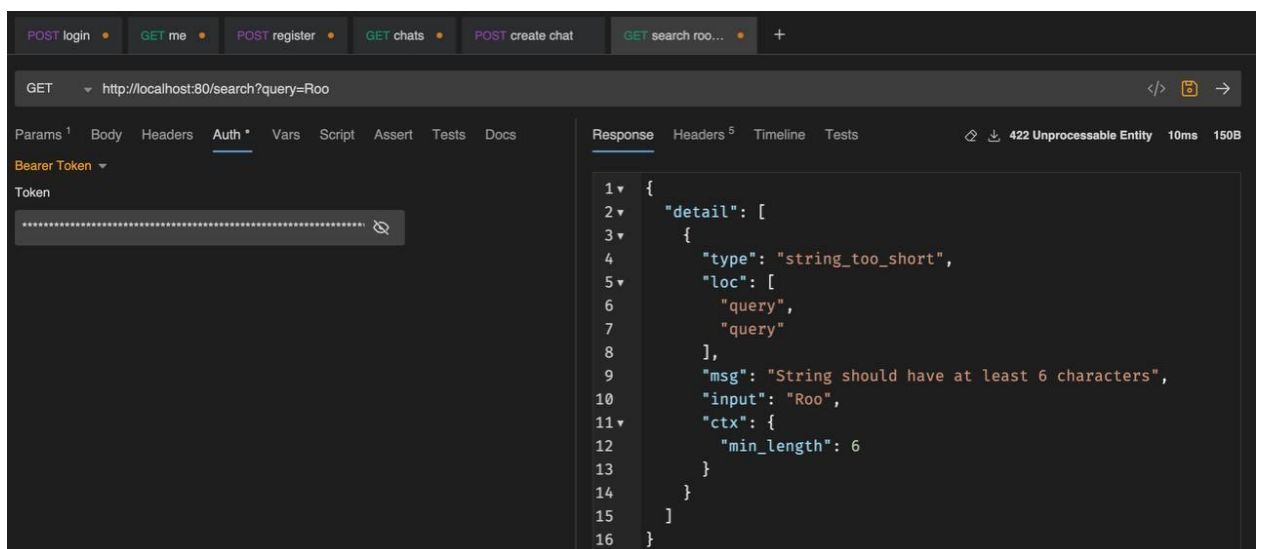 POST login GET me POST register GET chats POST create chat GET search roo... +
GET http://localhost:80/search?query=Roo </>
Params 1 Body Headers Auth * Vars Script Assert Tests Docs
Bearer Token
Token
*****************************************************************
Response Headers 5 Timeline Tests 422 Unprocessable Entity 10ms 150B
1 {
2 "detail": [
3 {
4 "type": "string_too_short",
5 "loc": [
6 "query",
7 "query"
8 ],
9 "msg": "String should have at least 6 characters",
10 "input": "Roo",
11 "ctx": {
12 "min_length": 6
13 }
14 }
15 ]
16 }